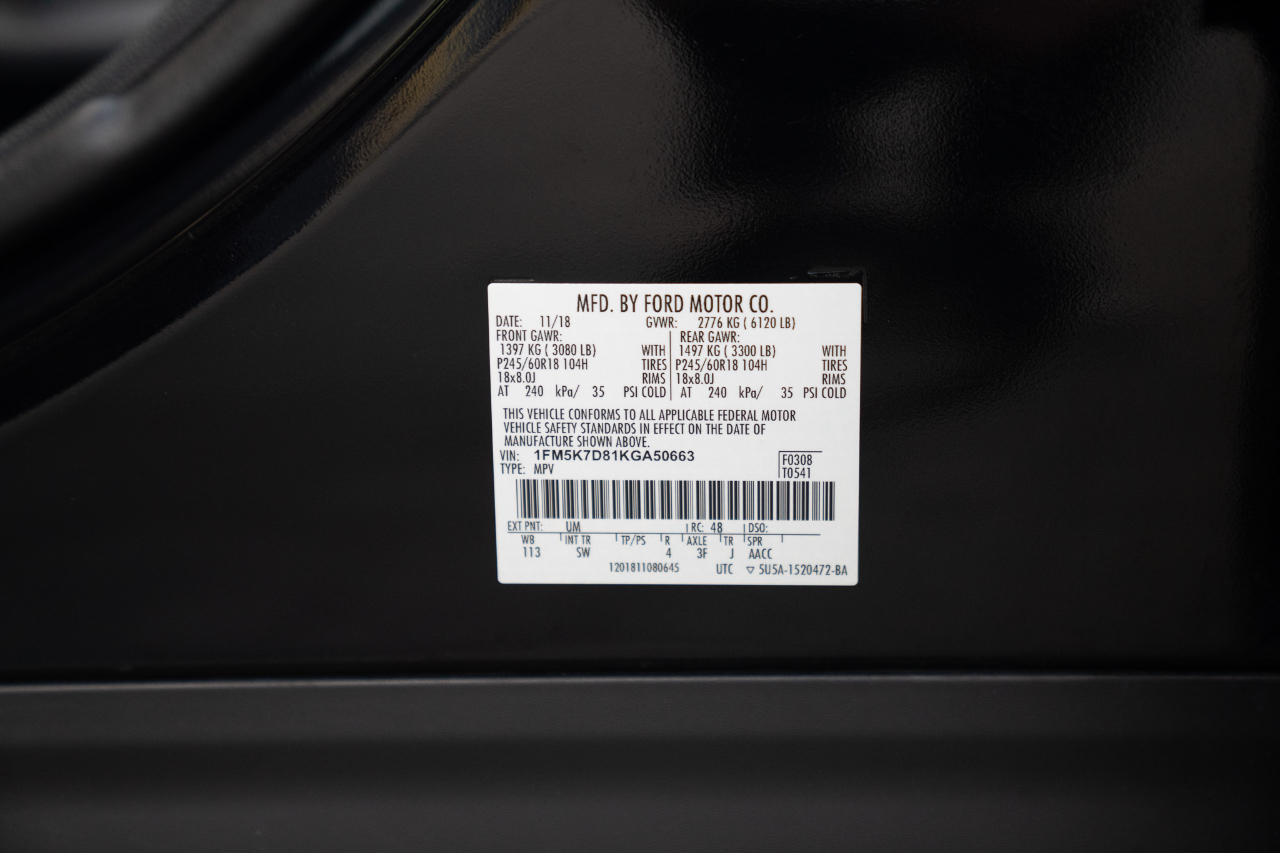 MFD. BY FORD MOTOR CO.
DATE: 11/18 GVWR: 2776 KG ( 6120 LB)
FRONT GAWR: REAR GAWR:
1397 KG ( 3080 LB) WITH 1497 KG ( 3300 LB) WITH
P245/60R18 104H TIRES P245/60R18 104H TIRES
18x8.0J RIMS 18x8.0J RIMS
AT 240 kPa/ 35 PSI COLD AT 240 kPa/ 35 PSI COLD
THIS VEHICLE CONFORMS TO ALL APPLICABLE FEDERAL MOTOR
VEHICLE SAFETY STANDARDS IN EFFECT ON THE DATE OF
MANUFACTURE SHOWN ABOVE.
VIN: 1FM5K7D81KGA50663 F0308
TYPE: MPV T0541
EXT PNT: UM RC: 48 DSO:
WB INT TR TP/PS R AXLE TR SPR
113 SW 4 3F J AACC
1201811080645 UTC ▽ 5U5A-1520472-BA